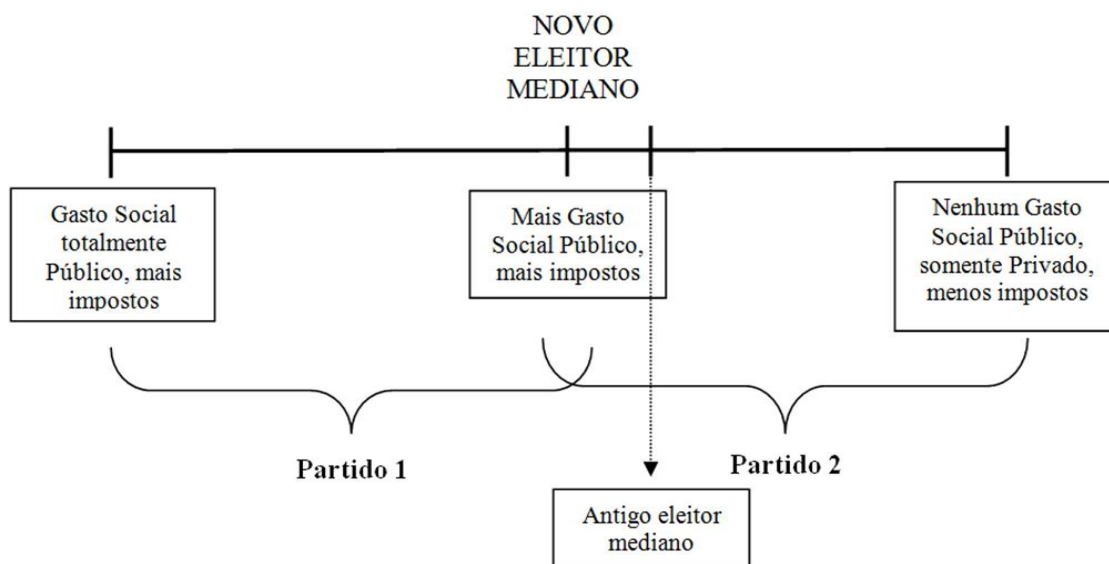 NOVO
ELEITOR
MEDIANO
Gasto Social
totalmente
Público, mais
impostos
Mais Gasto
Social Público,
mais impostos
Nenhum Gasto
Social Público,
somente Privado,
menos impostos
Partido 1
Partido 2
Antigo eleitor
mediano